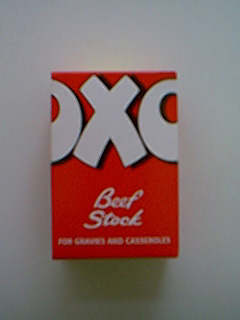 OXO
Beef
Stock
FOR GRAVIES AND CASSEROLES